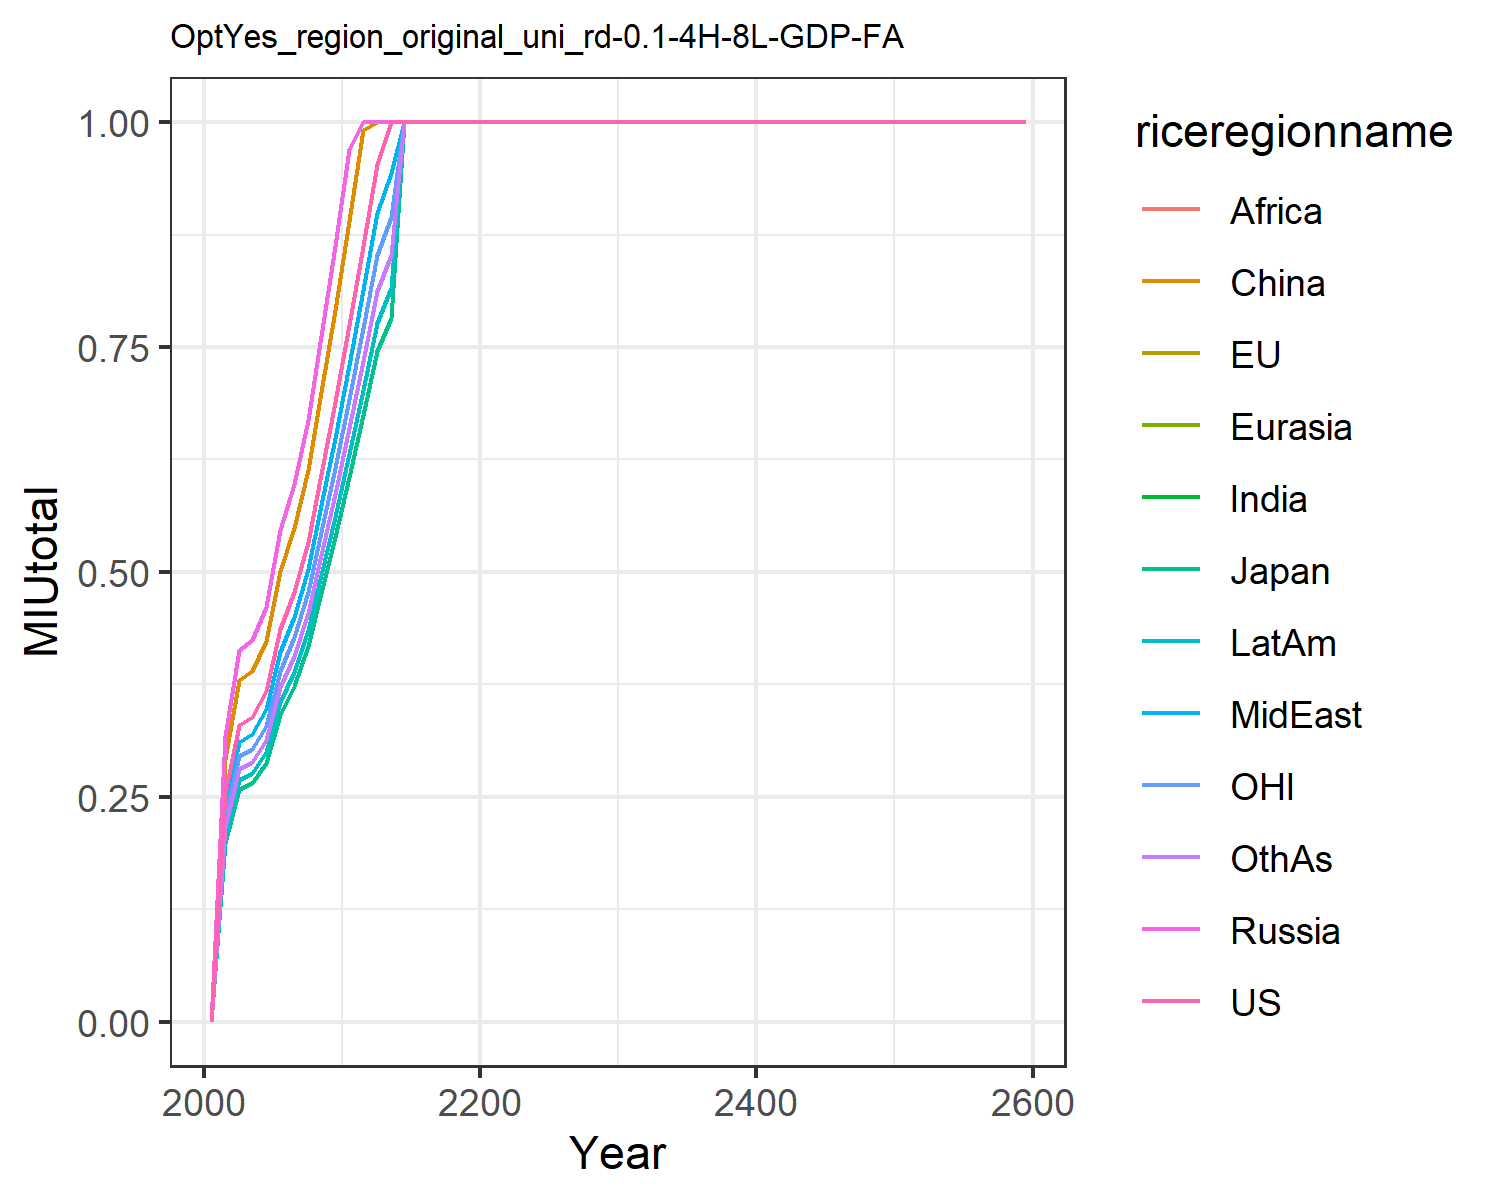 OptYes_region_original_uni_rd-0.1-4H-8L-GDP-FA
1.00
0.75
0.50
0.25
0.00
MIUtotal
2000
2200
2400
2600
Year
riceregionname
Africa
China
EU
Eurasia
India
Japan
LatAm
MidEast
OHI
OthAs
Russia
US